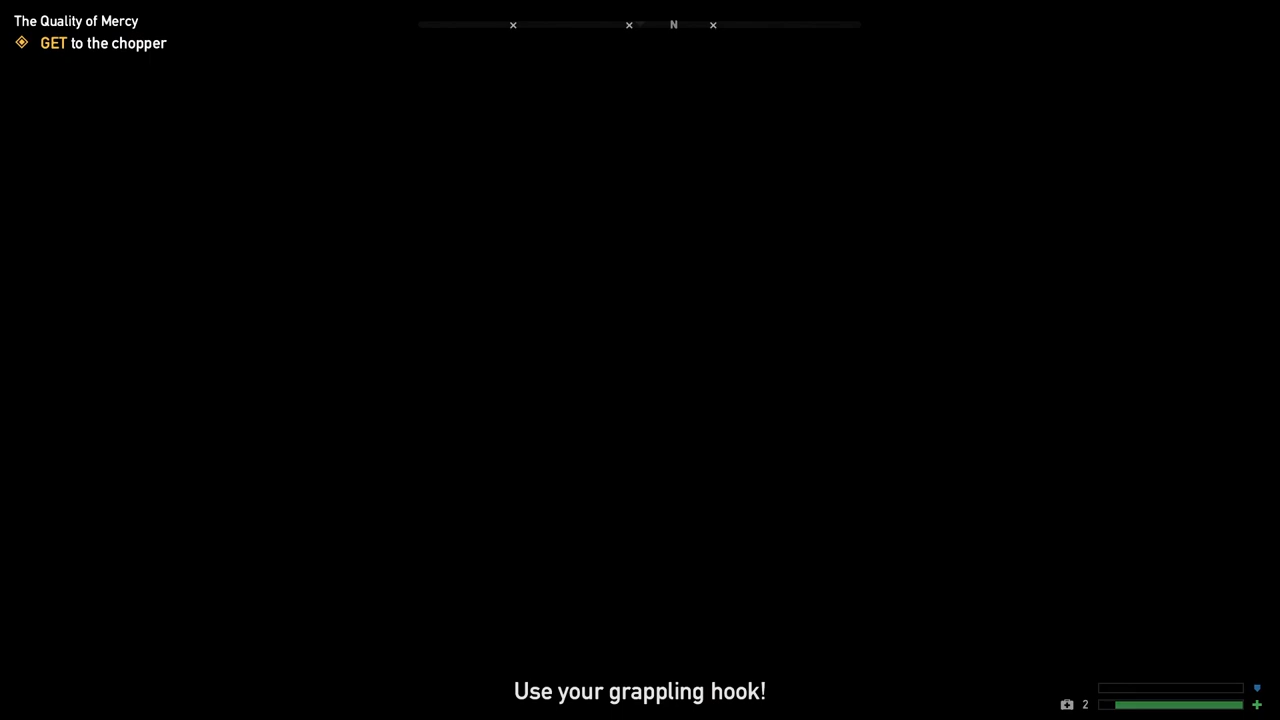 The Quality of Mercy
GET to the chopper
N
Use your grappling hook!
2